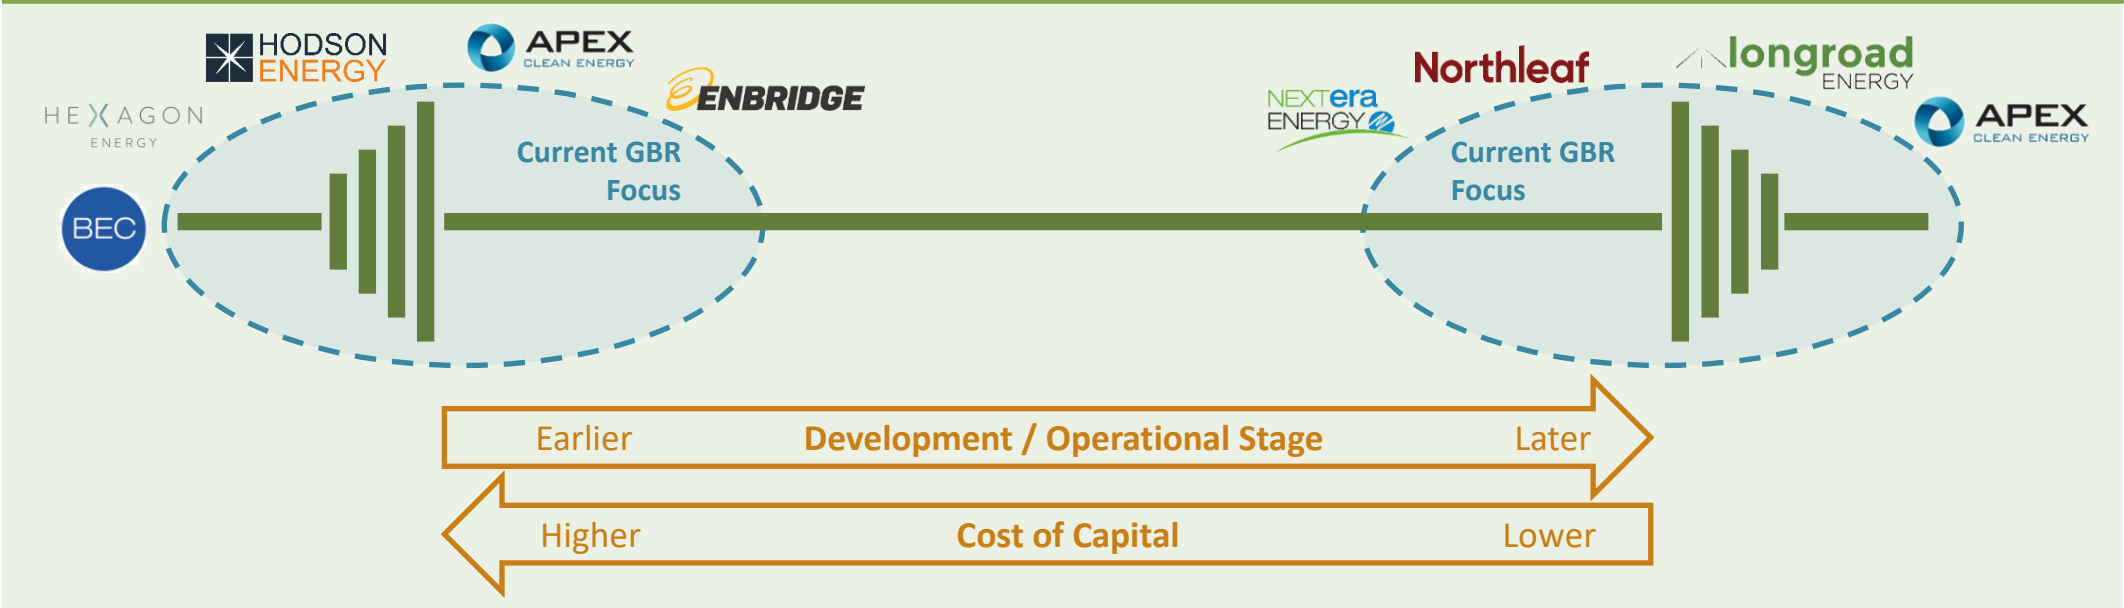 HODSON
ENERGY
APEX
CLEAN ENERGY
ENBRIDGE
HEXAGON
ENERGY
BEC
Current GBR
Focus
Northleaf
longroad
ENERGY
NEXTera
ENERGY
APEX
CLEAN ENERGY
Current GBR
Focus
Earlier Development / Operational Stage Later
Higher Cost of Capital Lower